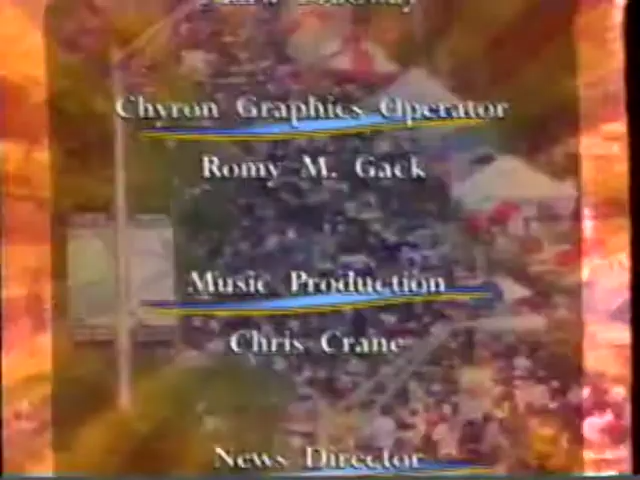 Chyron Graphics Operator
Romy M. Gack
Music Production
Chris Crane
News Director